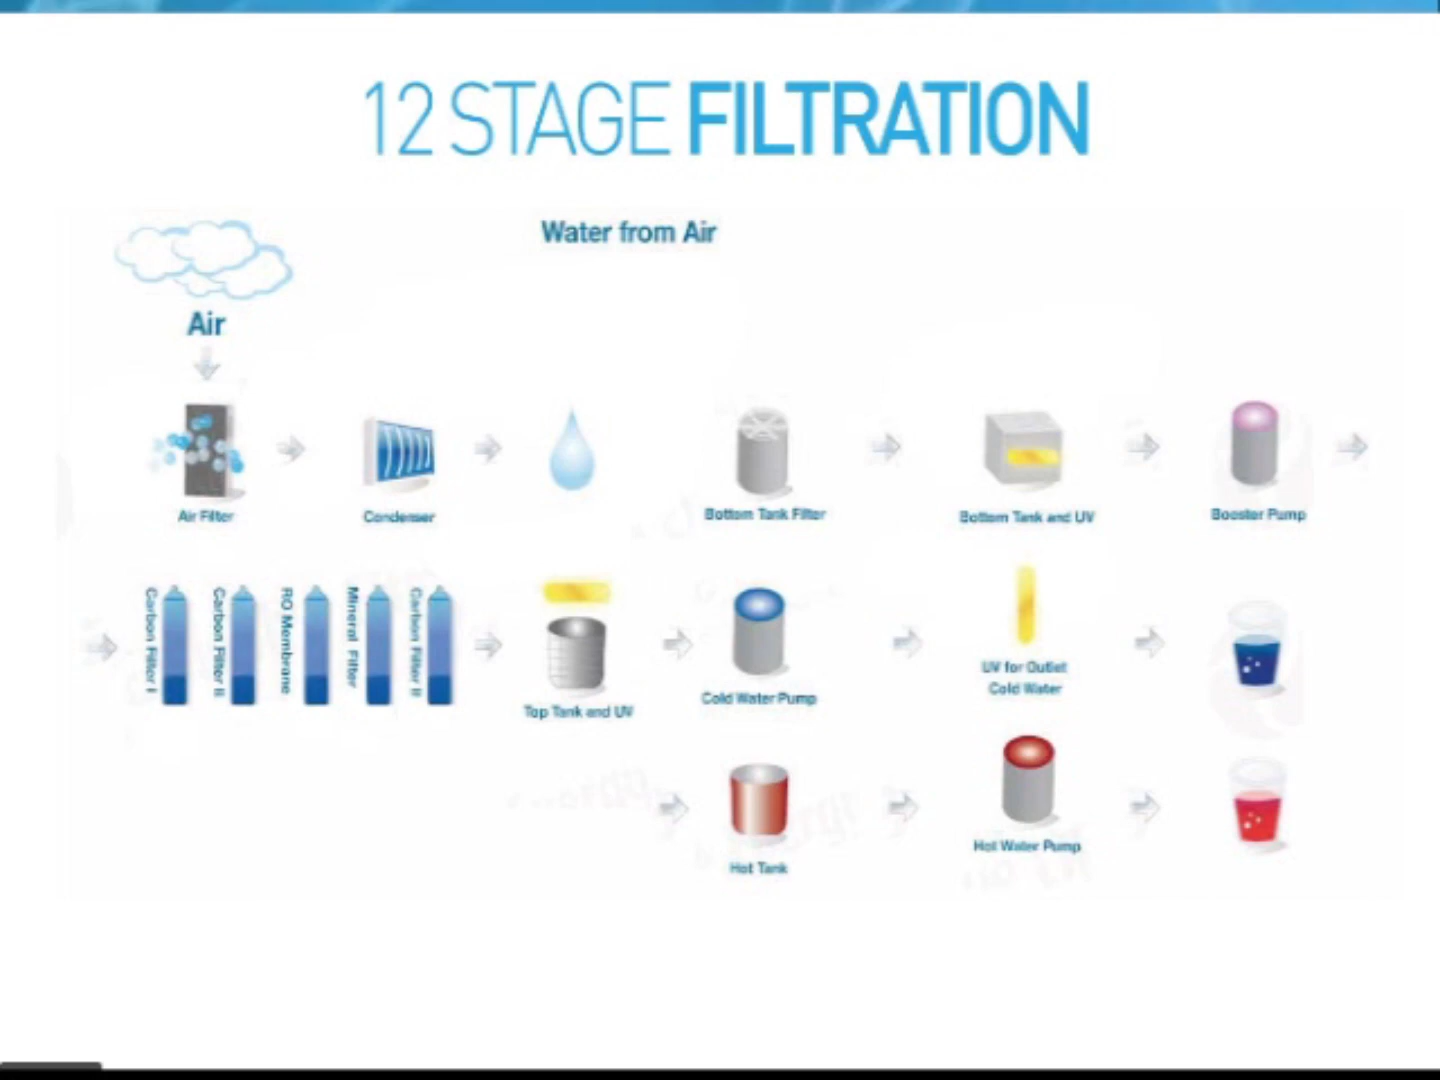 12 STAGE FILTRATION
Water from Air
Air
Air Filter
Condenser
Bottom Tank Filter
Bottom Tank and UV
Booster Pump
Carbon Filter I
Carbon Filter II
RO Membrane
Mineral Filter
Carbon Filter II
Top Tank and UV
Cold Water Pump
UV for Outlet
Cold Water
Hot Tank
Hot Water Pump